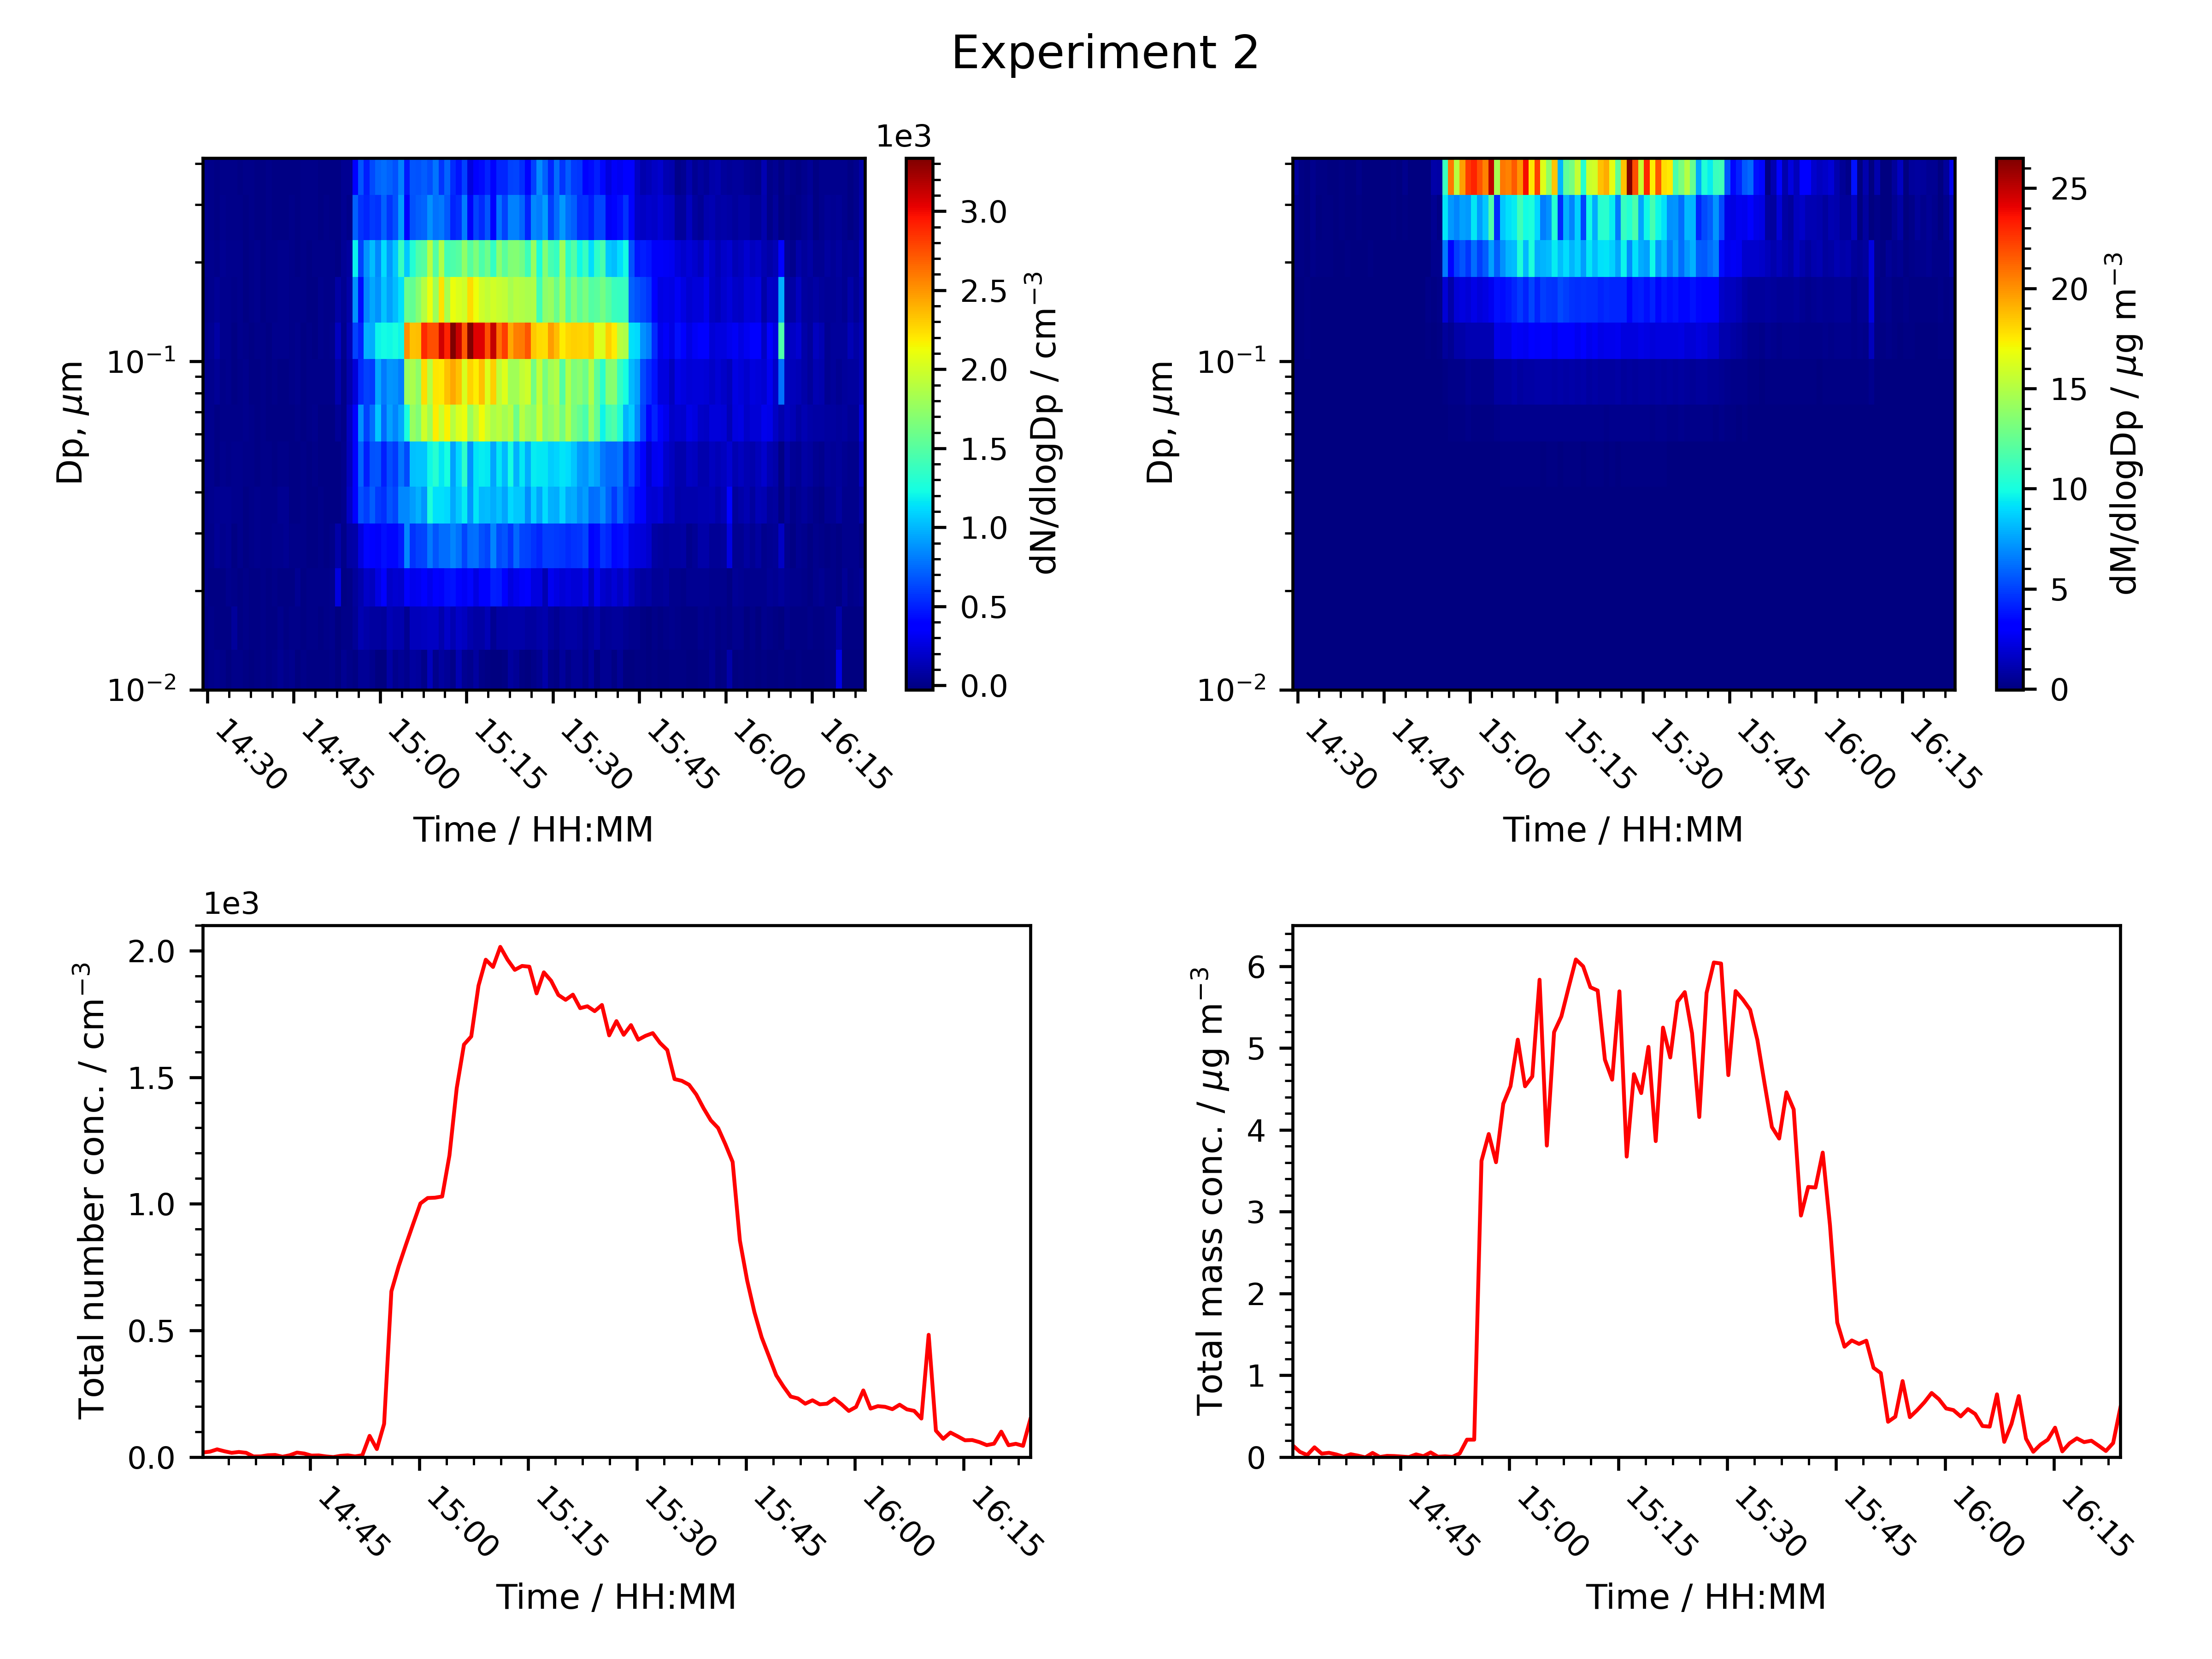 Experiment 2
1e3
10⁻¹
10⁻²
Dp, μm
14:30 14:45 15:00 15:15 15:30 15:45 16:00 16:15
Time / HH:MM
3.0
2.5
2.0
1.5
1.0
0.5
0.0
dN/dlogDp / cm⁻³
10⁻¹
10⁻²
Dp, μm
14:30 14:45 15:00 15:15 15:30 15:45 16:00 16:15
Time / HH:MM
25
20
15
10
5
0
dM/dlogDp / μg m⁻³
1e3
2.0
1.5
1.0
0.5
0.0
Total number conc. / cm⁻³
14:45 15:00 15:15 15:30 15:45 16:00 16:15
Time / HH:MM
6
5
4
3
2
1
0
Total mass conc. / μg m⁻³
14:45 15:00 15:15 15:30 15:45 16:00 16:15
Time / HH:MM